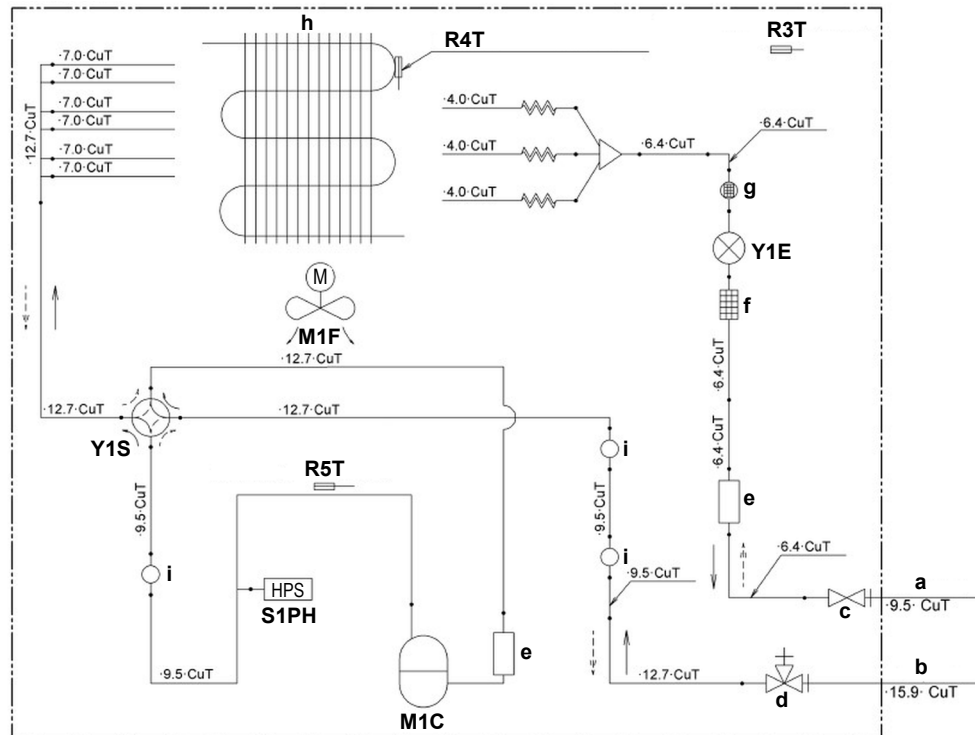 h
R4T
R3T
·7.0·CuT
·7.0·CuT
·7.0·CuT
·7.0·CuT
·7.0·CuT
·7.0·CuT
·12.7·CuT
·4.0·CuT
·4.0·CuT
·4.0·CuT
·6.4·CuT
·6.4·CuT
g
Y1E
f
M
M1F
·12.7·CuT
·6.4·CuT
·12.7·CuT
·12.7·CuT
Y1S
i
·6.4·CuT
R5T
e
·9.5·CuT
·9.5·CuT
i
i
·9.5·CuT
·6.4·CuT
HPS
S1PH
a
c
·9.5· CuT
e
·9.5·CuT
·12.7·CuT
b
d
·15.9· CuT
M1C